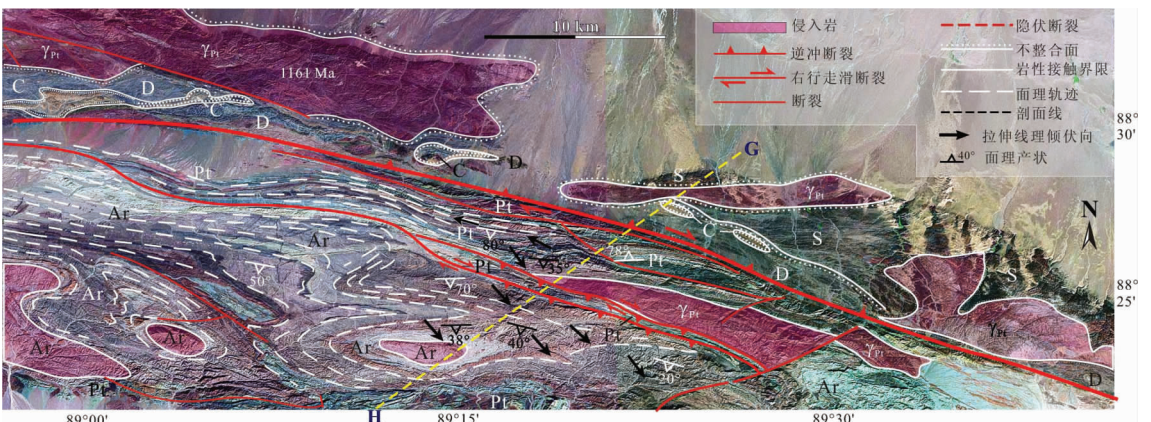 10 km
侵入岩
逆冲断裂
右行走滑断裂
断裂
隐伏断裂
不整合面
岩性接触界限
面理轨迹
剖面线
拉伸线理倾伏向
40° 面理产状
γPt
γPt
1161 Ma
C
D
C
D
C
D
88°
30'
G
S
γPt
Pt
Ar
Pt
Pt
80°
55°
78°
Pt
C
S
N
D
Ar
50°
Pt
70°
S
88°
25'
Ar
γPt
γPt
Ar
Ar
Ar
38°
40°
Pt
20°
γPt
Ar
D
Pt
Pt
89°00'
H
89°15'
89°30'